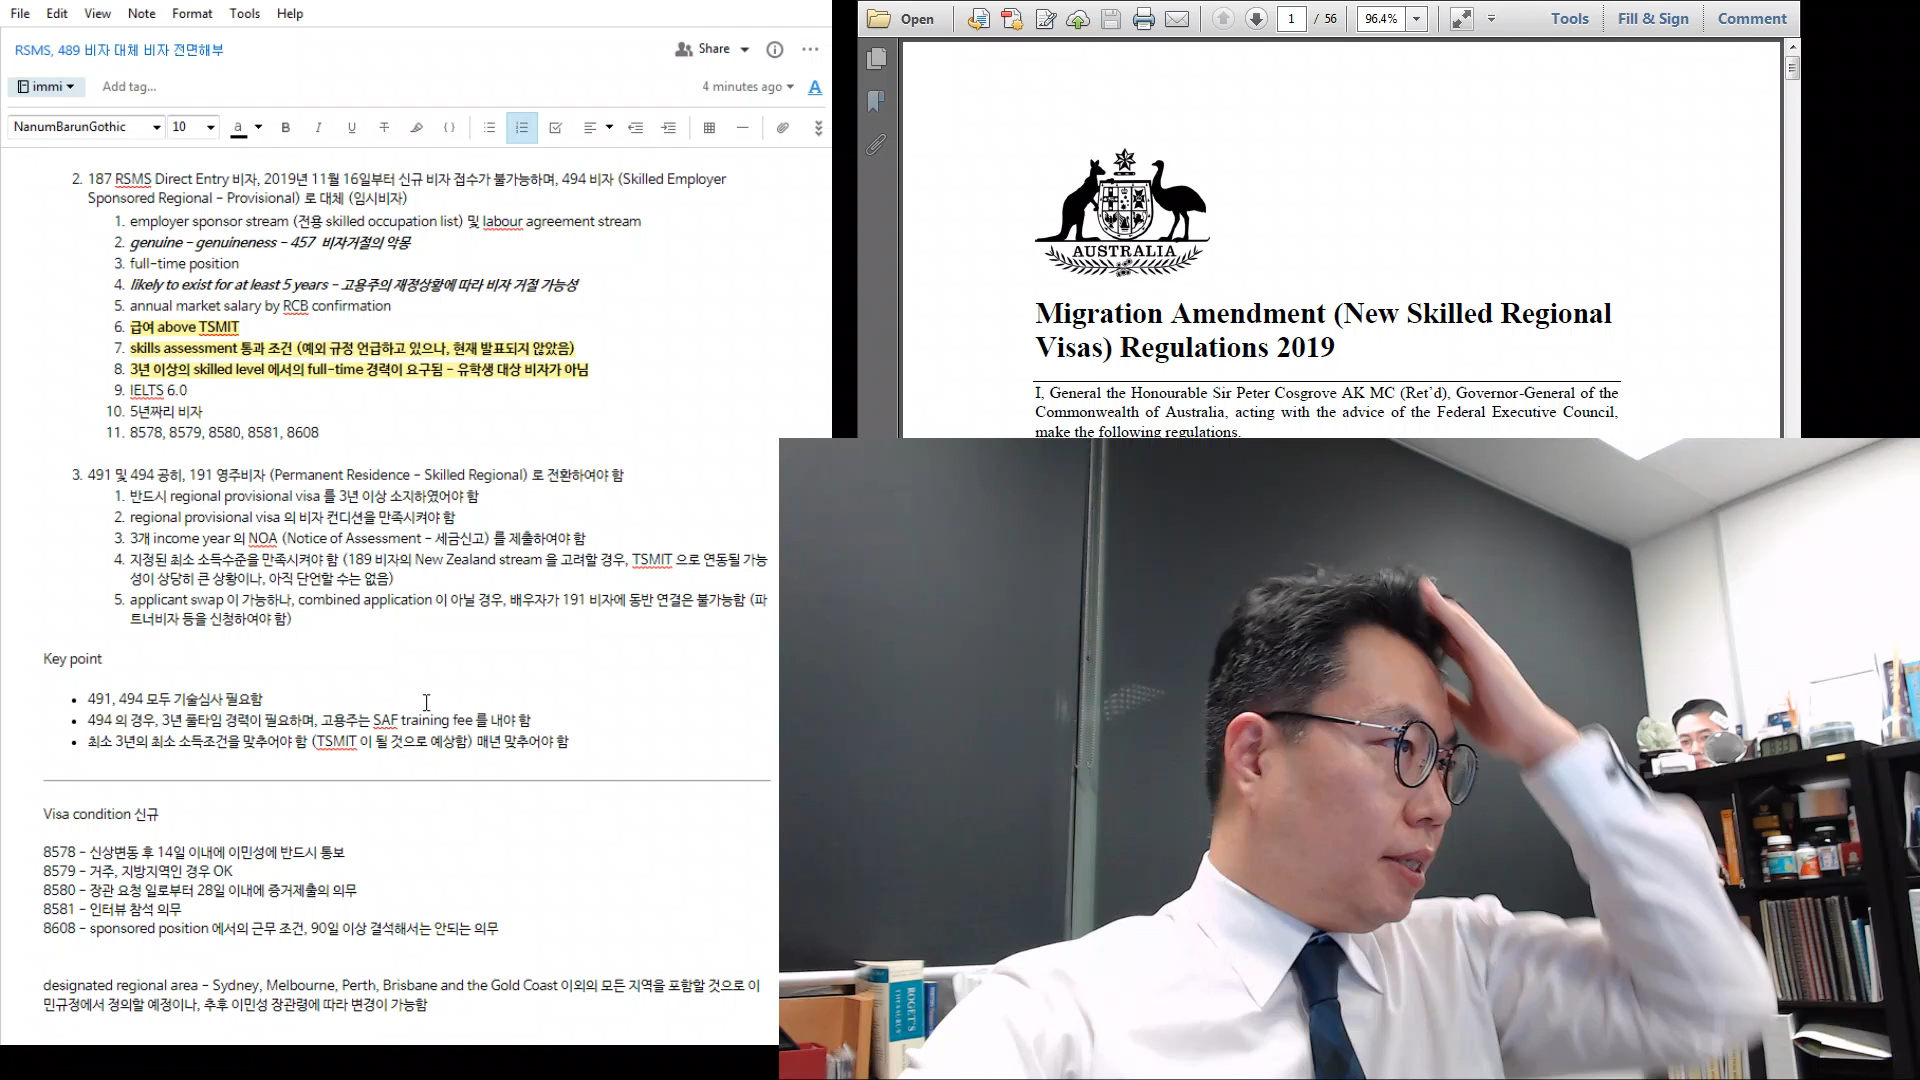 File Edit View Note Format Tools Help
RSMS, 489 비자 대체 비자 전면해부
Share
immi
Add tag...
4 minutes ago
A
NanumBarunGothic
10
a B I U T { }
2. 187 RSMS Direct Entry 비자, 2019년 11월 16일부터 신규 비자 접수가 불가능하며, 494 비자 (Skilled Employer
Sponsored Regional - Provisional) 로 대체 (임시비자)
1. employer sponsor stream (전용 skilled occupation list) 및 labour agreement stream
2. genuine - genuineness - 457 비자거절의 악몽
3. full-time position
4. likely to exist for at least 5 years - 고용주의 재정상황에 따라 비자 거절 가능성
5. annual market salary by RCB confirmation
6. 급여 above TSMIT
7. skills assessment 통과 조건 (예외 규정 언급하고 있으나, 현재 발표되지 않았음)
8. 3년 이상의 skilled level 에서의 full-time 경력이 요구됨 - 유학생 대상 비자가 아님
9. IELTS 6.0
10. 5년짜리 비자
11. 8578, 8579, 8580, 8581, 8608
3. 491 및 494 공히, 191 영주비자 (Permanent Residence - Skilled Regional) 로 전환하여야 함
1. 반드시 regional provisional visa 를 3년 이상 소지하였어야 함
2. regional provisional visa 의 비자 컨디션을 만족시켜야 함
3. 3개 income year 의 NOA (Notice of Assessment - 세금신고) 를 제출하여야 함
4. 지정된 최소 소득수준을 만족시켜야 함 (189 비자의 New Zealand stream 을 고려할 경우, TSMIT 으로 연동될 가능
성이 상당히 큰 상황이나, 아직 단언할 수는 없음)
5. applicant swap 이 가능하나, combined application 이 아닐 경우, 배우자가 191 비자에 동반 연결은 불가능함 (파
트너비자 등을 신청하여야 함)
Key point
• 491, 494 모두 기술심사 필요함
• 494 의 경우, 3년 풀타임 경력이 필요하며, 고용주는 SAF training fee 를 내야 함
• 최소 3년의 최소 소득조건을 맞추어야 함 (TSMIT 이 될 것으로 예상함) 매년 맞추어야 함
Visa condition 신규
8578 - 신상변동 후 14일 이내에 이민성에 반드시 통보
8579 - 거주, 지방지역인 경우 OK
8580 - 장관 요청 일로부터 28일 이내에 증거제출의 의무
8581 - 인터뷰 참석 의무
8608 - sponsored position 에서의 근무 조건, 90일 이상 결석해서는 안되는 의무
designated regional area - Sydney, Melbourne, Perth, Brisbane and the Gold Coast 이외의 모든 지역을 포함할 것으로 이
민규정에서 정의할 예정이나, 추후 이민성 장관령에 따라 변경이 가능함
Open
1 / 56
96.4%
Tools Fill & Sign Comment
AUSTRALIA
Migration Amendment (New Skilled Regional
Visas) Regulations 2019
I, General the Honourable Sir Peter Cosgrove AK MC (Ret'd), Governor-General of the
Commonwealth of Australia, acting with the advice of the Federal Executive Council,
make the following regulations.
ROGET'S
THESAURUS